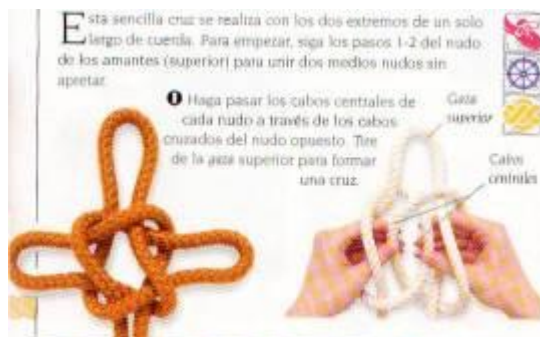 Esta sencilla cruz se realiza con los dos extremos de un solo
largo de cuerda. Para empezar, siga los pasos 1-2 del nudo
de los amantes (superior) para unir dos medios nudos sin
apretar.
1 Haga pasar los cabos centrales de
cada nudo a través de los cabos
cruzados del nudo opuesto. Tire
de la gaza superior para formar
una cruz.
Gaza
superior
Cabos
centrales